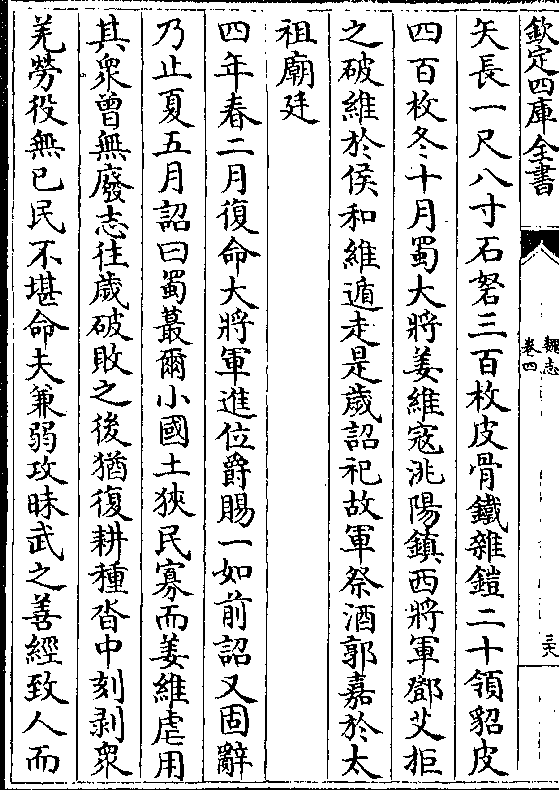 欽定四庫全書
魏志
卷四
三六
矢長一尺八寸石砮三百枚皮骨鐵雜鎧二十領貂皮
四百枚冬十月蜀大將姜維寇洮陽鎮西將軍鄧艾拒
之破維於侯和維遁走是歲詔祀故軍祭酒郭嘉於太
祖廟廷
四年春二月復命大將軍進位爵賜一如前詔又固辭
乃止夏五月詔曰蜀蕞爾小國土狹民寡而姜維虐用
其衆曾無廢志往歲破敗之後猶復耕種沓中刻剥衆
羌勞役無已民不堪命夫兼弱攻昧武之善經致人而